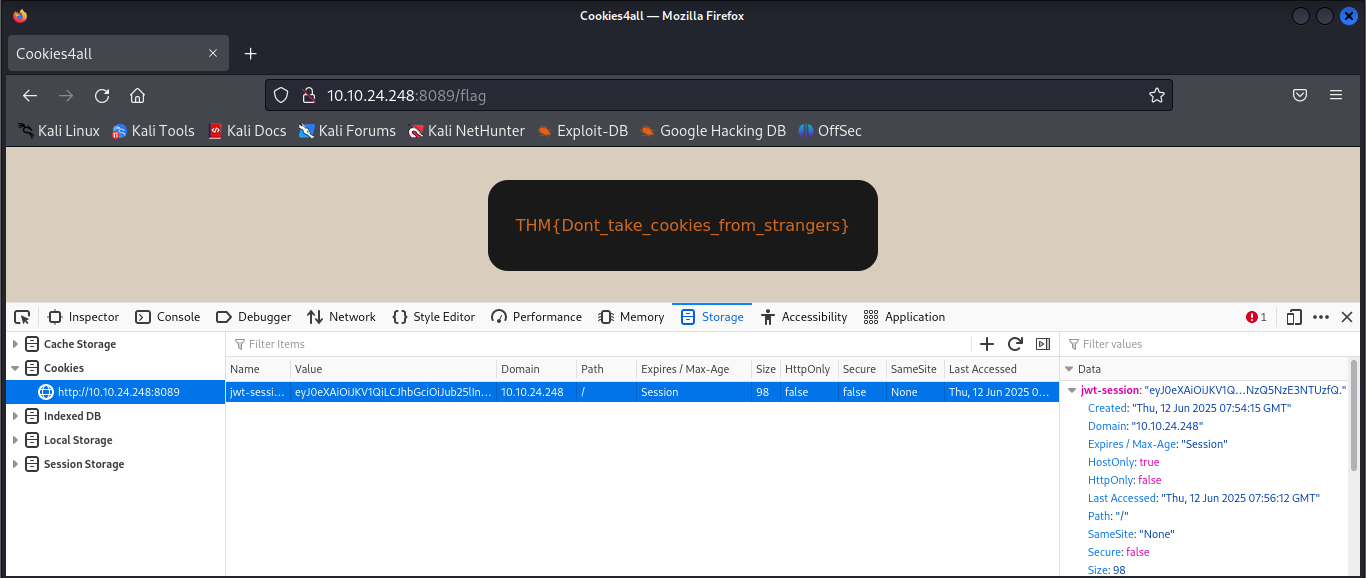 Cookies4all — Mozilla Firefox
Cookies4all
10.10.24.248:8089/flag
Kali Linux Kali Tools Kali Docs Kali Forums Kali NetHunter Exploit-DB Google Hacking DB OffSec
THM{Dont_take_cookies_from_strangers}
Inspector Console Debugger Network Style Editor Performance Memory Storage Accessibility Application 1
Cache Storage
Cookies
http://10.10.24.248:8089
Indexed DB
Local Storage
Session Storage
Filter Items
Name Value Domain Path Expires / Max-Age Size HttpOnly Secure SameSite Last Accessed
jwt-sessi… eyJ0eXAiOiJKV1QiLCJhbGciOiJub25lIn… 10.10.24.248 / Session 98 false false None Thu, 12 Jun 2025 0…
Filter values
Data
jwt-session: "eyJ0eXAiOiJKV1Q…NzQ5NzE3NTUzfQ."
Created: "Thu, 12 Jun 2025 07:54:15 GMT"
Domain: "10.10.24.248"
Expires / Max-Age: "Session"
HostOnly: true
HttpOnly: false
Last Accessed: "Thu, 12 Jun 2025 07:56:12 GMT"
Path: "/"
SameSite: "None"
Secure: false
Size: 98